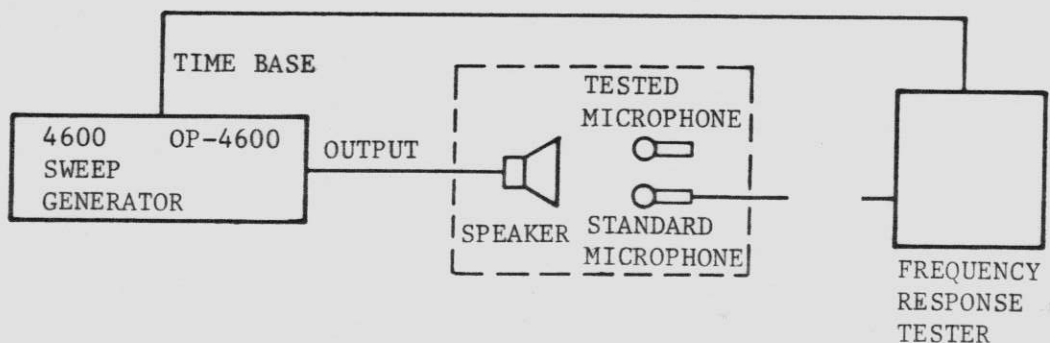 TIME BASE
4600 OP-4600
SWEEP
GENERATOR
OUTPUT
TESTED
MICROPHONE
SPEAKER
STANDARD
MICROPHONE
FREQUENCY
RESPONSE
TESTER